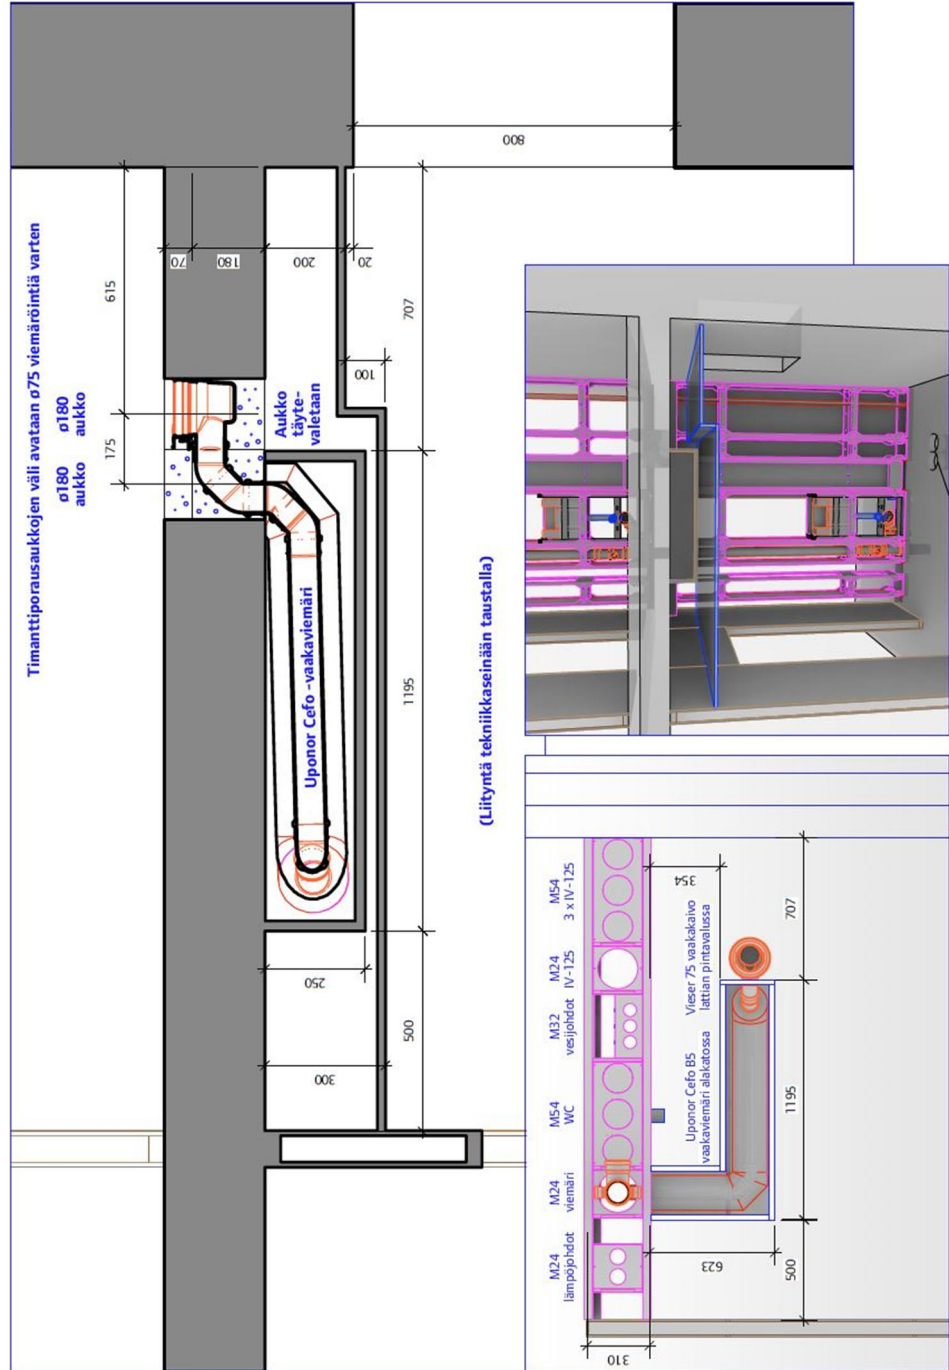 Timanttiporausaukkojen väli avataan ø75 viemäröintiä varten
ø180
aukko
ø180
aukko
615
175
70
180
200
20
800
707
100
Aukko
täyte-
valetaan
Uponor Cefo -vaakaviemäri
1195
250
500
300
(Liityntä tekniikkaseinään taustalla)
M24
lämpöjohdot
M24
viemäri
M54
WC
M32
vesijohdot
M24
IV-125
M54
3 x IV-125
Uponor Cefo B5
vaakaviemäri alakatossa
Vieser 75 vaakakaivo
lattian pintavalussa
354
623
310
500
1195
707